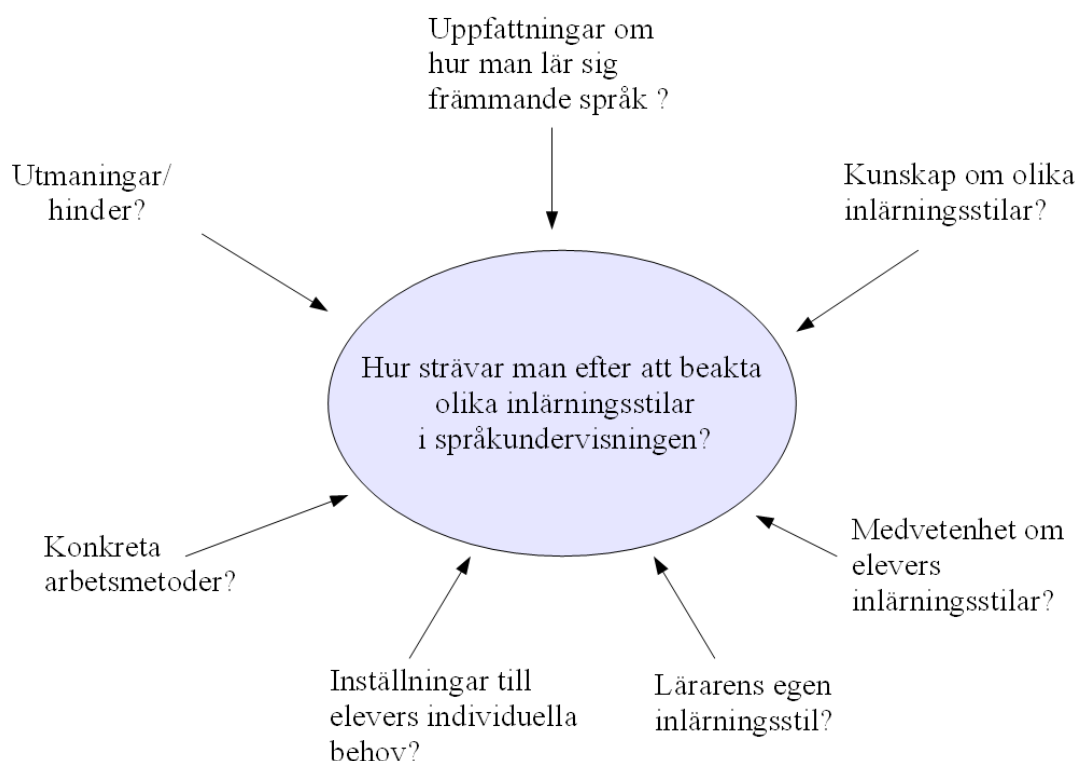 Uppfattningar om
hur man lär sig
främmande språk ?
Utmaningar/
hinder?
Kunskap om olika
inlärningsstilar?
Hur strävar man efter att beakta
olika inlärningsstilar
i språkundervisningen?
Konkreta
arbetsmetoder?
Medvetenhet om
elevers
inlärningsstilar?
Inställningar till
elevers individuella
behov?
Lärarens egen
inlärningsstil?